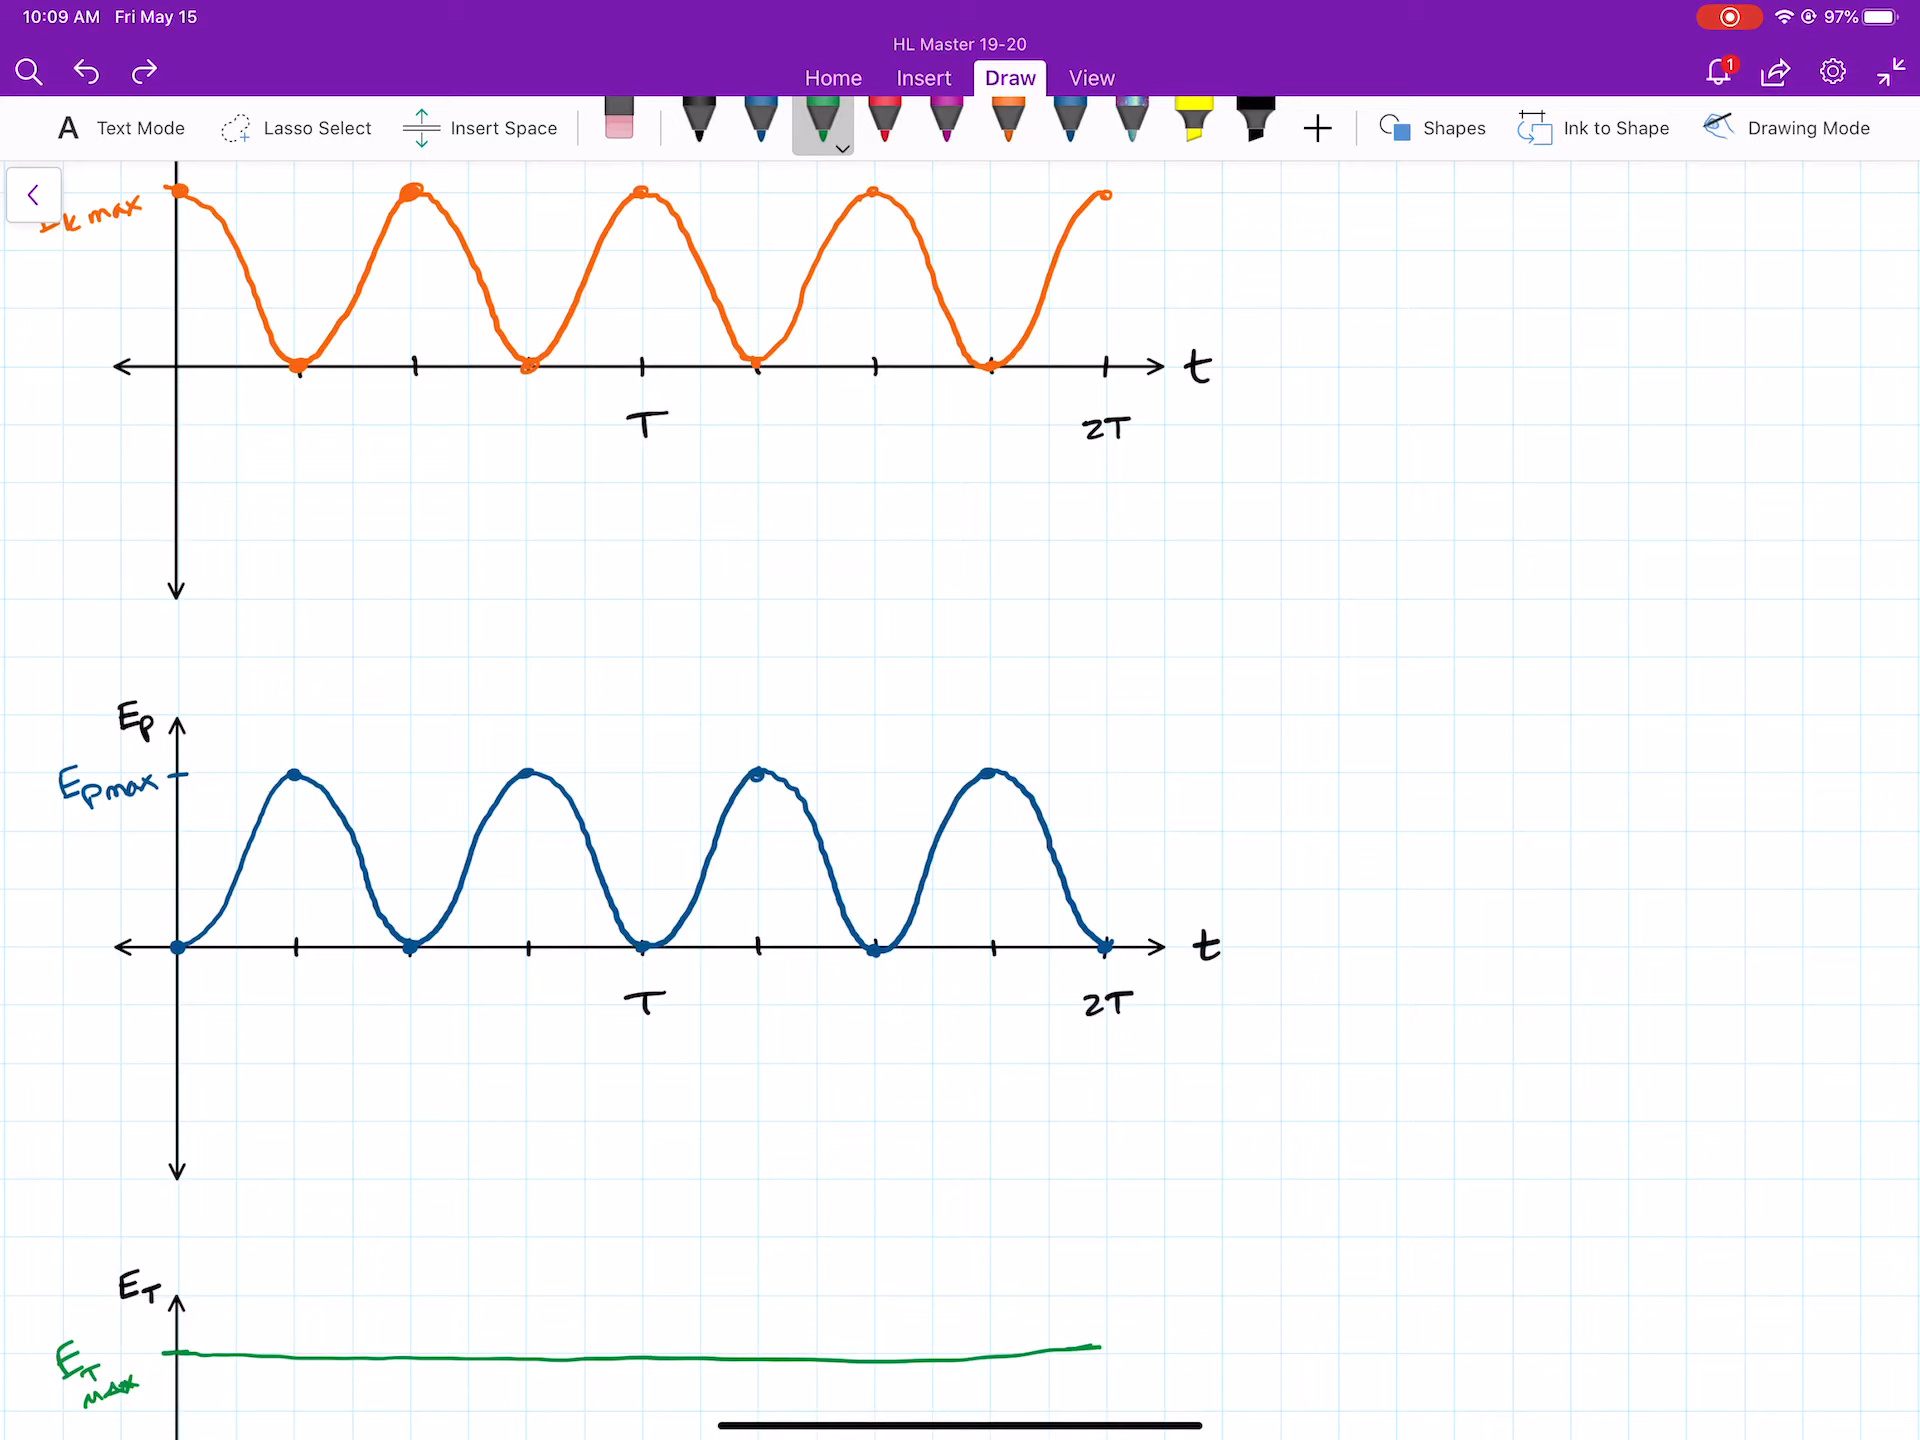 10:09 AM Fri May 15
97%
HL Master 19-20
Home Insert Draw View
1
A Text Mode Lasso Select Insert Space Shapes Ink to Shape Drawing Mode
k max
t
T 2T
Ep
Epmax
t
T 2T
ET
ET
MAX